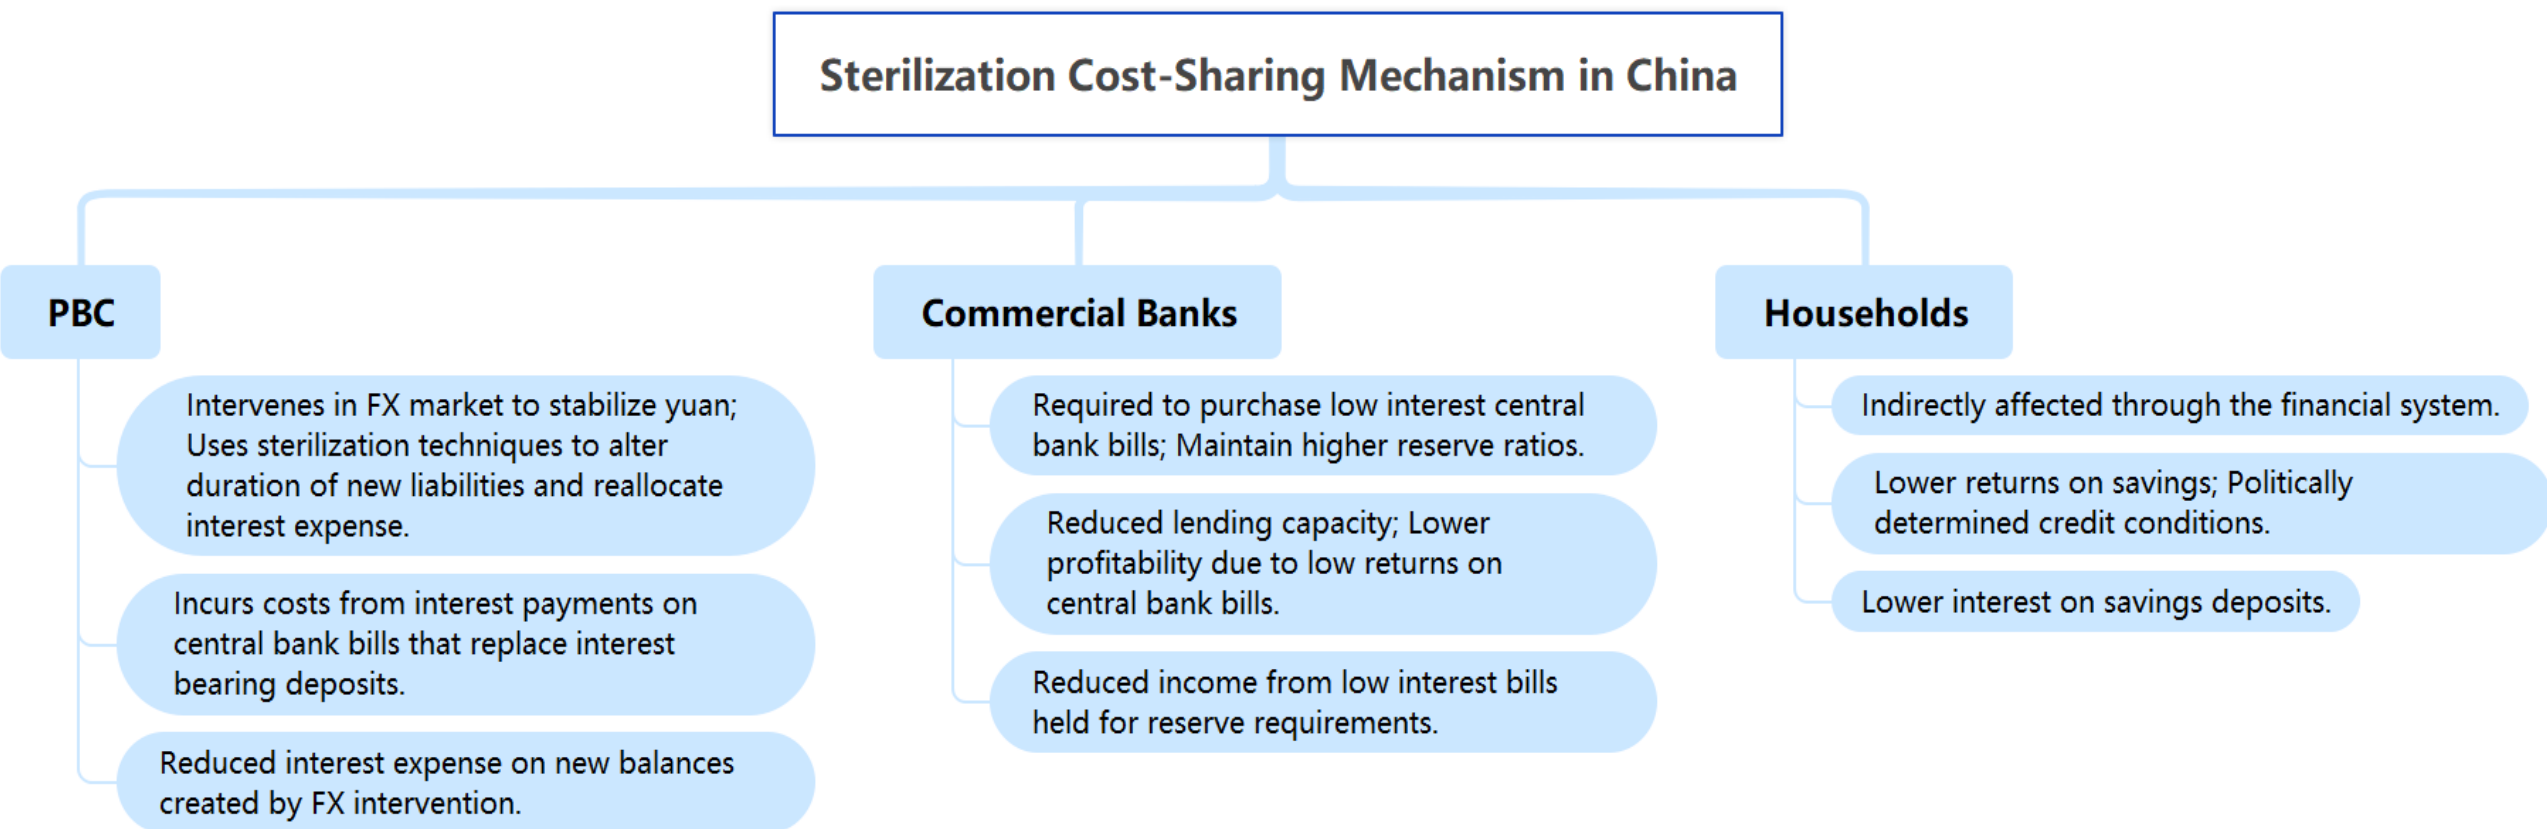 Sterilization Cost-Sharing Mechanism in China
PBC
Intervenes in FX market to stabilize yuan;
Uses sterilization techniques to alter
duration of new liabilities and reallocate
interest expense.
Incurs costs from interest payments on
central bank bills that replace interest
bearing deposits.
Reduced interest expense on new balances
created by FX intervention.
Commercial Banks
Required to purchase low interest central
bank bills; Maintain higher reserve ratios.
Reduced lending capacity; Lower
profitability due to low returns on
central bank bills.
Reduced income from low interest bills
held for reserve requirements.
Households
Indirectly affected through the financial system.
Lower returns on savings; Politically
determined credit conditions.
Lower interest on savings deposits.